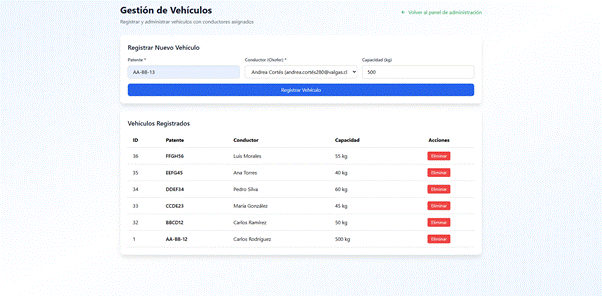 Gestión de Vehículos
Registrar y administrar vehículos con conductores asignados
← Volver al panel de administración
Registrar Nuevo Vehículo
Patente * Conductor (Chofer) * Capacidad (kg)
AA-BB-13 Andrea Cortés (andrea.cortés280@valgas.cl 500
Registrar Vehículo
Vehículos Registrados
ID Patente Conductor Capacidad Acciones
36 FFGH56 Luis Morales 55 kg Eliminar
35 EEFG45 Ana Torres 40 kg Eliminar
34 DDEF34 Pedro Silva 60 kg Eliminar
33 CCDE23 María González 45 kg Eliminar
32 BBCD12 Carlos Ramírez 50 kg Eliminar
1 AA-BB-12 Carlos Rodríguez 500 kg Eliminar